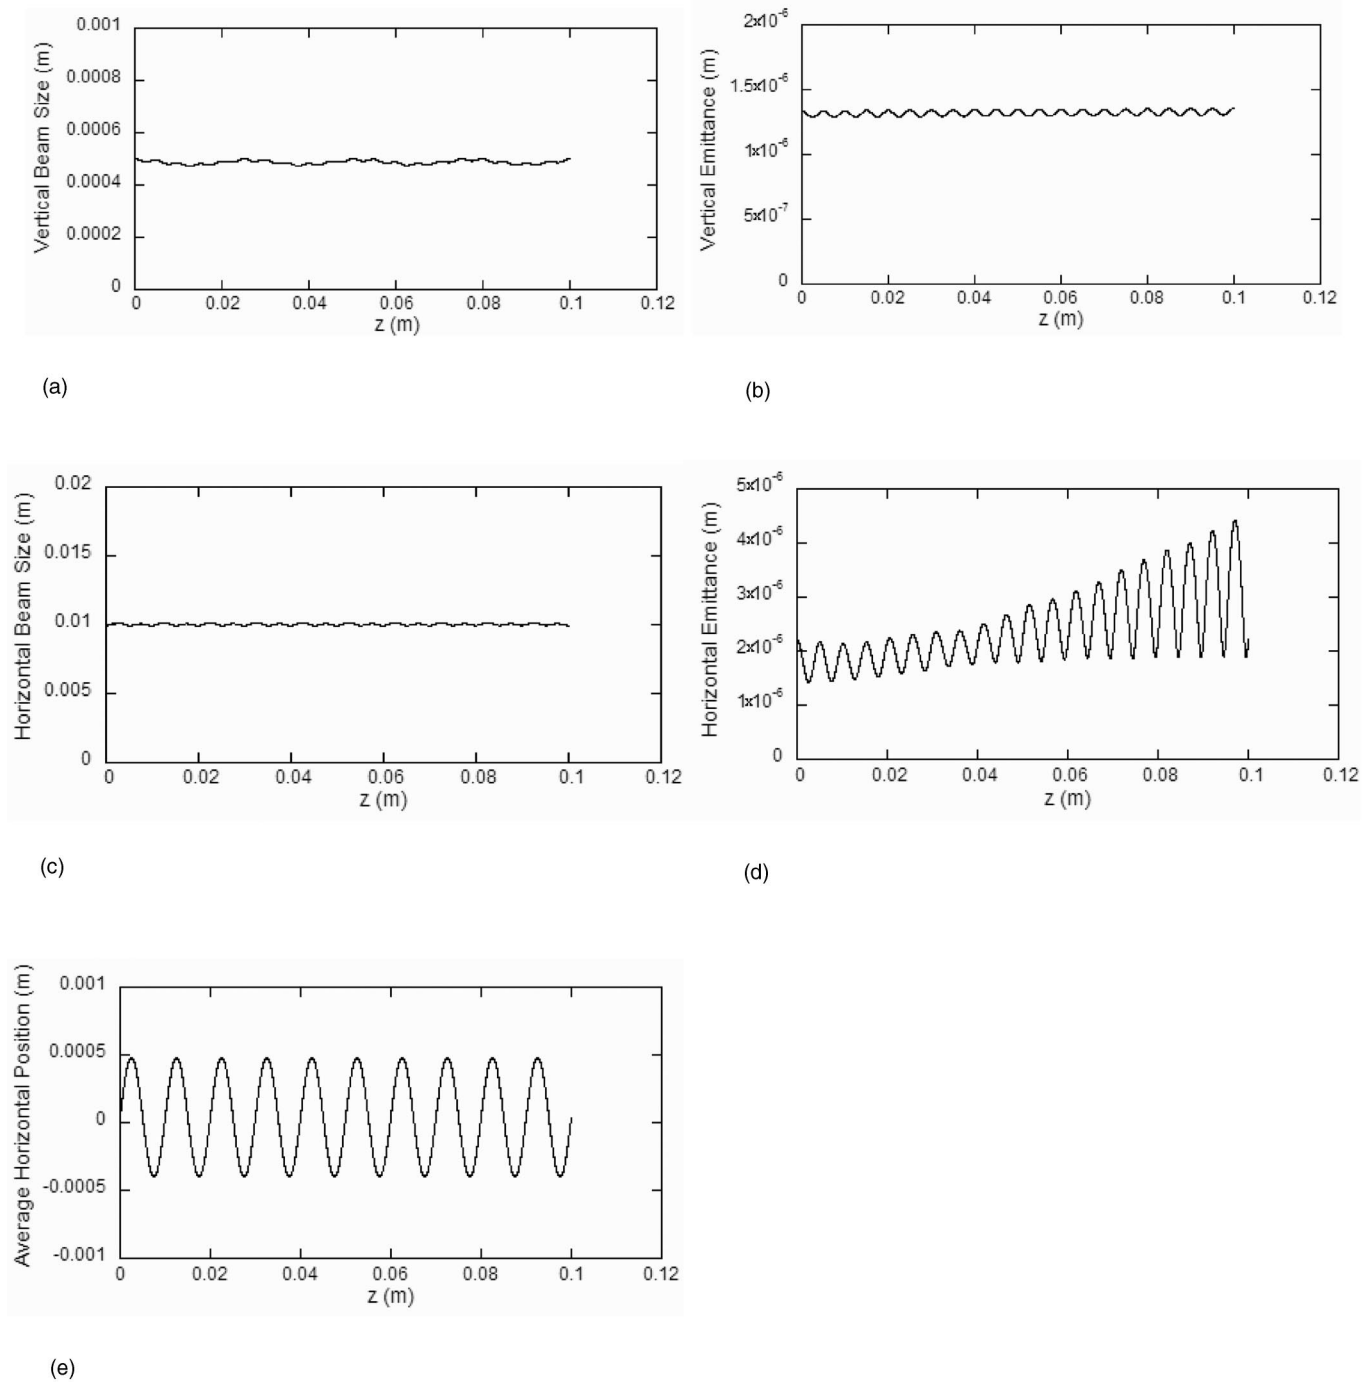 0.001
0.0008
0.0006
0.0004
0.0002
0
Vertical Beam Size (m)
0 0.02 0.04 0.06 0.08 0.1 0.12
z (m)
(a)
2x10-6
1.5x10-6
1x10-6
5x10-7
0
Vertical Emittance (m)
0 0.02 0.04 0.06 0.08 0.1 0.12
z (m)
(b)
0.02
0.015
0.01
0.005
0
Horizontal Beam Size (m)
0 0.02 0.04 0.06 0.08 0.1 0.12
z (m)
(c)
5x10-6
4x10-6
3x10-6
2x10-6
1x10-6
0
Horizontal Emittance (m)
0 0.02 0.04 0.06 0.08 0.1 0.12
z (m)
(d)
0.001
0.0005
0
-0.0005
-0.001
Average Horizontal Position (m)
0 0.02 0.04 0.06 0.08 0.1 0.12
z (m)
(e)